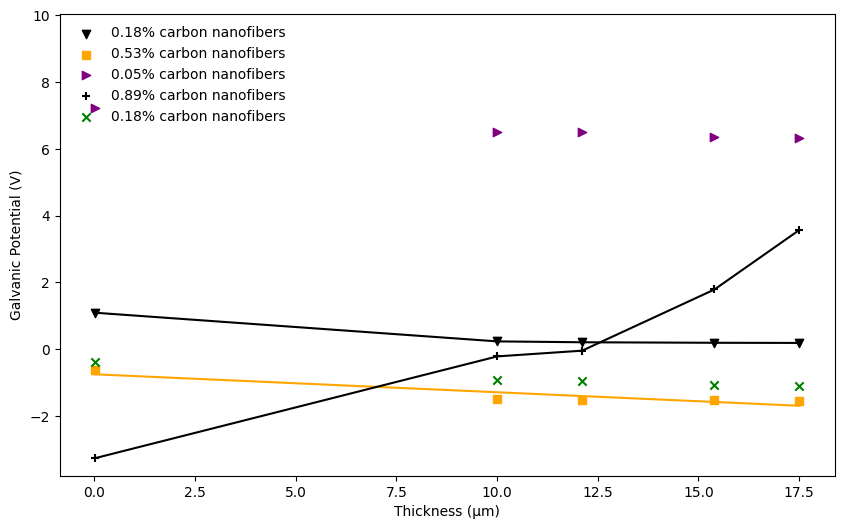 10
8
6
4
2
0
−2
Galvanic Potential (V)
0.18% carbon nanofibers
0.53% carbon nanofibers
0.05% carbon nanofibers
0.89% carbon nanofibers
0.18% carbon nanofibers
0.0 2.5 5.0 7.5 10.0 12.5 15.0 17.5
Thickness (μm)